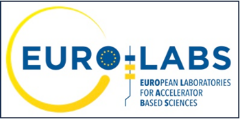 EURO-LABS
EUROPEAN LABORATORIES
FOR ACCELERATOR
BASED SCIENCES